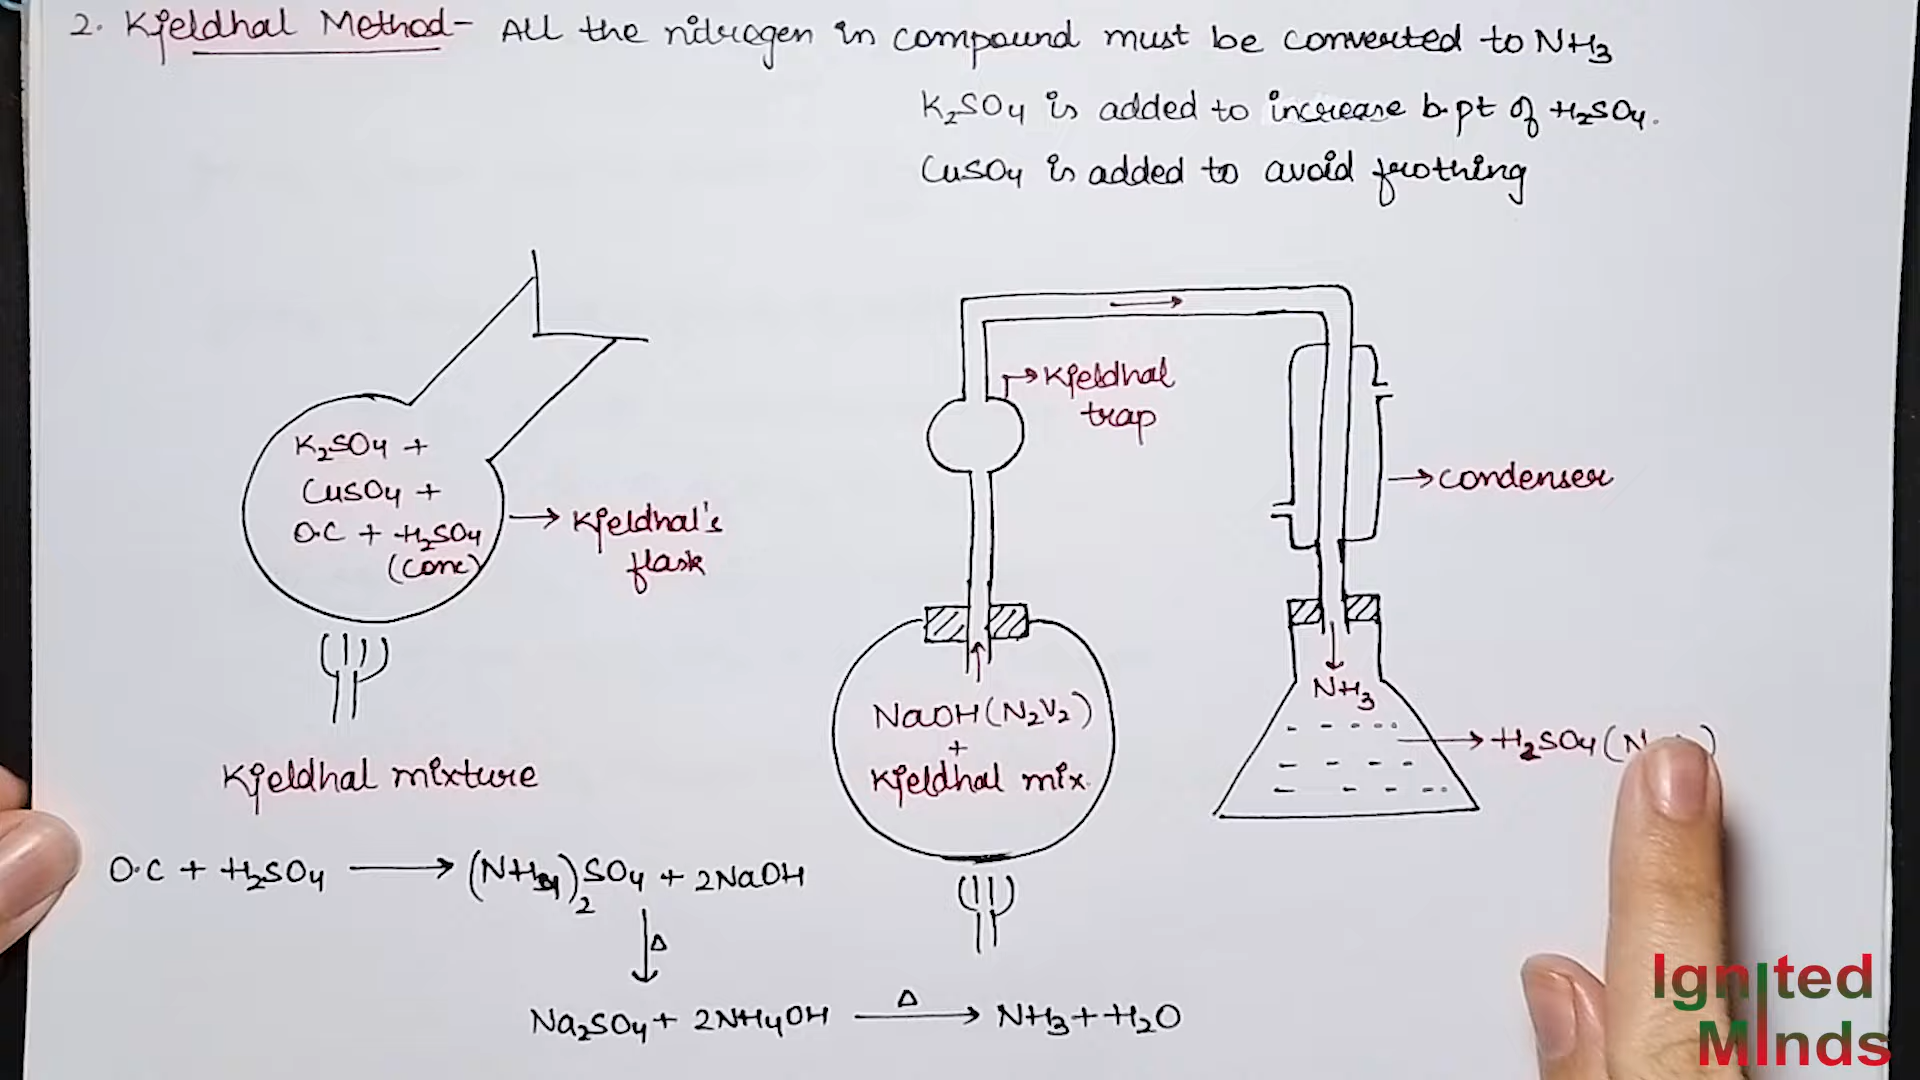 2. Kjeldhal Method- All the nitrogen in compound must be converted to NH3
K2SO4 is added to increase b.pt of H2SO4.
CuSO4 is added to avoid frothing
K2SO4 +
CuSO4 +
O.C + H2SO4
(conc)
→ Kjeldhal's
flask
Kjeldhal mixture
→ Kjeldhal
trap
→ condenser
NaOH (N2V2)
+
Kjeldhal mix.
NH3
→ H2SO4 (N
O.C + H2SO4 → (NH4)2SO4 + 2NaOH
↓ Δ
Na2SO4 + 2NH4OH Δ→ NH3 + H2O
Ignited
Minds